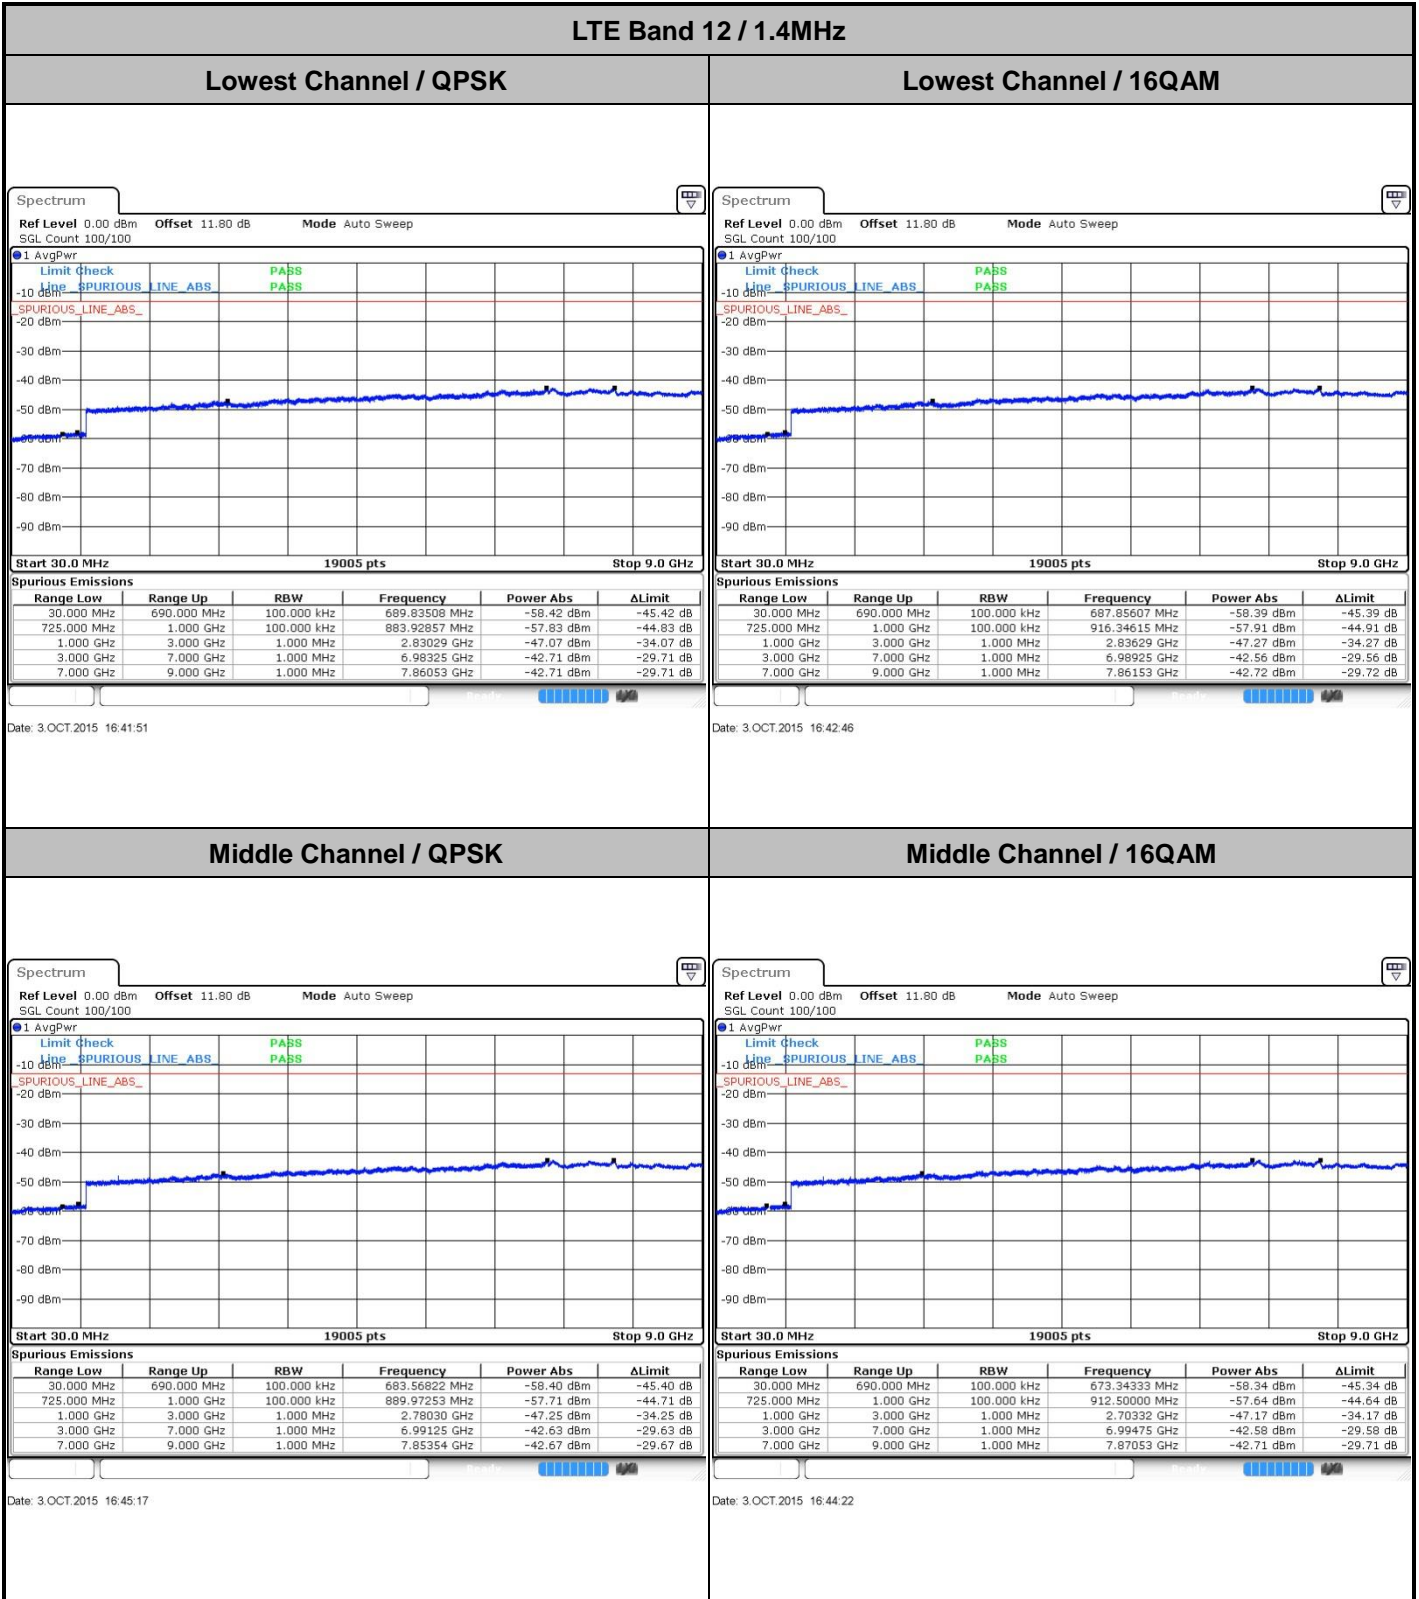 LTE Band 12 / 1.4MHz
Lowest Channel / QPSK
Lowest Channel / 16QAM
Spectrum
Ref Level 0.00 dBm Offset 11.80 dB Mode Auto Sweep
SGL Count 100/100
1 AvgPwr
Limit Check PASS
Line _SPURIOUS_LINE_ABS_ PASS
-10 dBm
_SPURIOUS_LINE_ABS_
-20 dBm
-30 dBm
-40 dBm
-50 dBm
-60 dBm
-70 dBm
-80 dBm
-90 dBm
Start 30.0 MHz 19005 pts Stop 9.0 GHz
Spurious Emissions
Range Low Range Up RBW Frequency Power Abs ΔLimit
30.000 MHz 690.000 MHz 100.000 kHz 689.83508 MHz -58.42 dBm -45.42 dB
725.000 MHz 1.000 GHz 100.000 kHz 883.92857 MHz -57.83 dBm -44.83 dB
1.000 GHz 3.000 GHz 1.000 MHz 2.83029 GHz -47.07 dBm -34.07 dB
3.000 GHz 7.000 GHz 1.000 MHz 6.98325 GHz -42.71 dBm -29.71 dB
7.000 GHz 9.000 GHz 1.000 MHz 7.86053 GHz -42.71 dBm -29.71 dB
Ready
Date: 3.OCT.2015 16:41:51
Spectrum
Ref Level 0.00 dBm Offset 11.80 dB Mode Auto Sweep
SGL Count 100/100
1 AvgPwr
Limit Check PASS
Line _SPURIOUS_LINE_ABS_ PASS
-10 dBm
_SPURIOUS_LINE_ABS_
-20 dBm
-30 dBm
-40 dBm
-50 dBm
-60 dBm
-70 dBm
-80 dBm
-90 dBm
Start 30.0 MHz 19005 pts Stop 9.0 GHz
Spurious Emissions
Range Low Range Up RBW Frequency Power Abs ΔLimit
30.000 MHz 690.000 MHz 100.000 kHz 687.85607 MHz -58.39 dBm -45.39 dB
725.000 MHz 1.000 GHz 100.000 kHz 916.34615 MHz -57.91 dBm -44.91 dB
1.000 GHz 3.000 GHz 1.000 MHz 2.83629 GHz -47.27 dBm -34.27 dB
3.000 GHz 7.000 GHz 1.000 MHz 6.98925 GHz -42.56 dBm -29.56 dB
7.000 GHz 9.000 GHz 1.000 MHz 7.86153 GHz -42.72 dBm -29.72 dB
Ready
Date: 3.OCT.2015 16:42:46
Middle Channel / QPSK
Middle Channel / 16QAM
Spectrum
Ref Level 0.00 dBm Offset 11.80 dB Mode Auto Sweep
SGL Count 100/100
1 AvgPwr
Limit Check PASS
Line _SPURIOUS_LINE_ABS_ PASS
-10 dBm
_SPURIOUS_LINE_ABS_
-20 dBm
-30 dBm
-40 dBm
-50 dBm
-60 dBm
-70 dBm
-80 dBm
-90 dBm
Start 30.0 MHz 19005 pts Stop 9.0 GHz
Spurious Emissions
Range Low Range Up RBW Frequency Power Abs ΔLimit
30.000 MHz 690.000 MHz 100.000 kHz 683.56822 MHz -58.40 dBm -45.40 dB
725.000 MHz 1.000 GHz 100.000 kHz 889.97253 MHz -57.71 dBm -44.71 dB
1.000 GHz 3.000 GHz 1.000 MHz 2.78030 GHz -47.25 dBm -34.25 dB
3.000 GHz 7.000 GHz 1.000 MHz 6.99125 GHz -42.63 dBm -29.63 dB
7.000 GHz 9.000 GHz 1.000 MHz 7.85354 GHz -42.67 dBm -29.67 dB
Ready
Date: 3.OCT.2015 16:45:17
Spectrum
Ref Level 0.00 dBm Offset 11.80 dB Mode Auto Sweep
SGL Count 100/100
1 AvgPwr
Limit Check PASS
Line _SPURIOUS_LINE_ABS_ PASS
-10 dBm
_SPURIOUS_LINE_ABS_
-20 dBm
-30 dBm
-40 dBm
-50 dBm
-60 dBm
-70 dBm
-80 dBm
-90 dBm
Start 30.0 MHz 19005 pts Stop 9.0 GHz
Spurious Emissions
Range Low Range Up RBW Frequency Power Abs ΔLimit
30.000 MHz 690.000 MHz 100.000 kHz 673.34333 MHz -58.34 dBm -45.34 dB
725.000 MHz 1.000 GHz 100.000 kHz 912.50000 MHz -57.64 dBm -44.64 dB
1.000 GHz 3.000 GHz 1.000 MHz 2.70332 GHz -47.17 dBm -34.17 dB
3.000 GHz 7.000 GHz 1.000 MHz 6.99475 GHz -42.58 dBm -29.58 dB
7.000 GHz 9.000 GHz 1.000 MHz 7.87053 GHz -42.71 dBm -29.71 dB
Ready
Date: 3.OCT.2015 16:44:22